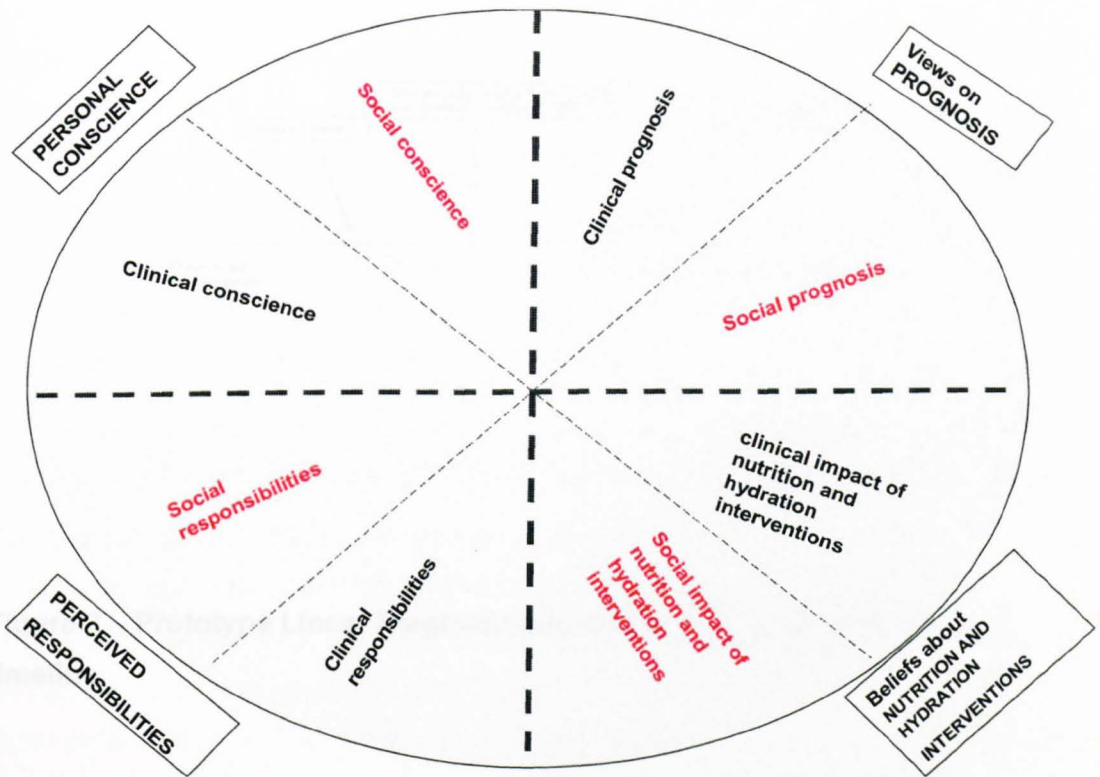 PERSONAL
CONSCIENCE
Views on
PROGNOSIS
Social conscience
Clinical prognosis
Clinical conscience
Social prognosis
Social
responsibilities
clinical impact of
nutrition and
hydration
interventions
Clinical
responsibilities
Social impact of
nutrition and
hydration
interventions
PERCEIVED
RESPONSIBILITIES
Beliefs about
NUTRITION AND
HYDRATION
INTERVENTIONS
Prototype